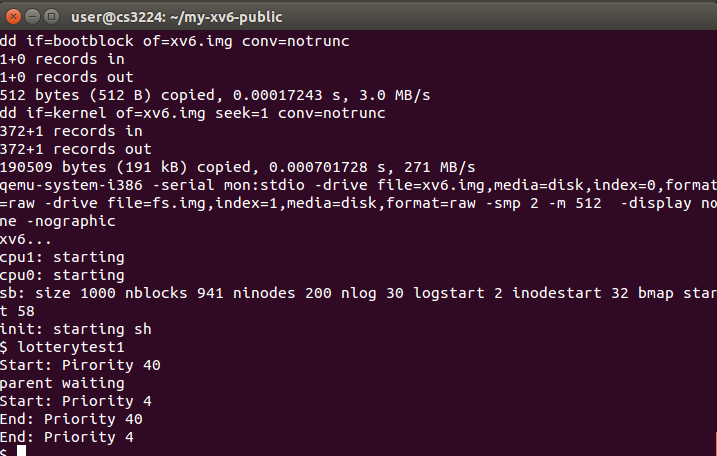 user@cs3224: ~/my-xv6-public
dd if=bootblock of=xv6.img conv=notrunc
1+0 records in
1+0 records out
512 bytes (512 B) copied, 0.00017243 s, 3.0 MB/s
dd if=kernel of=xv6.img seek=1 conv=notrunc
372+1 records in
372+1 records out
190509 bytes (191 kB) copied, 0.000701728 s, 271 MB/s
qemu-system-i386 -serial mon:stdio -drive file=xv6.img,media=disk,index=0,format
=raw -drive file=fs.img,index=1,media=disk,format=raw -smp 2 -m 512  -display no
ne -nographic
xv6...
cpu1: starting
cpu0: starting
sb: size 1000 nblocks 941 ninodes 200 nlog 30 logstart 2 inodestart 32 bmap star
t 58
init: starting sh
$ lotterytest1
Start: Pirority 40
parent waiting
Start: Priority 4
End: Priority 40
End: Priority 4
$